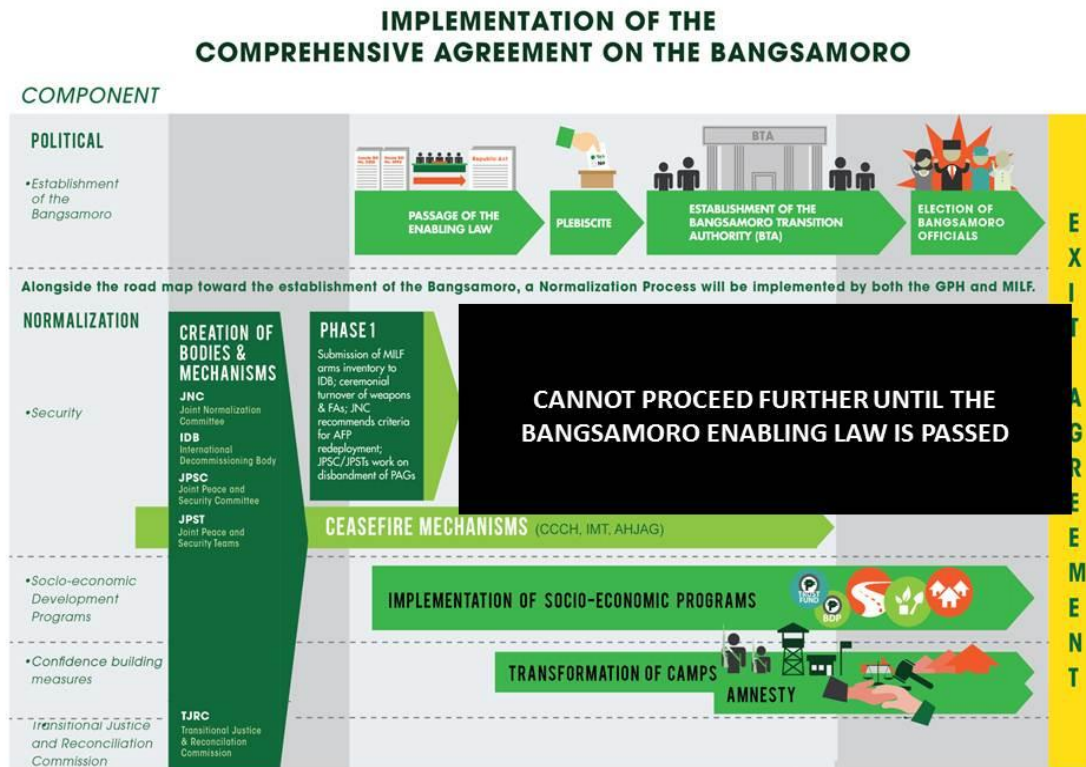 IMPLEMENTATION OF THE
COMPREHENSIVE AGREEMENT ON THE BANGSAMORO
COMPONENT
POLITICAL
•Establishment
of the
Bangsamoro
Republic Act
PASSAGE OF THE
ENABLING LAW
PLEBISCITE
BTA
ESTABLISHMENT OF THE
BANGSAMORO TRANSITION
AUTHORITY (BTA)
ELECTION OF
BANGSAMORO
OFFICIALS
Alongside the road map toward the establishment of the Bangsamoro, a Normalization Process will be implemented by both the GPH and MILF.
NORMALIZATION
•Security
CREATION OF
BODIES &
MECHANISMS
JNC
Joint Normalization
Committee
IDB
International
Decommissioning Body
JPSC
Joint Peace and
Security Committee
JPST
Joint Peace and
Security Teams
PHASE 1
Submission of MILF
arms inventory to
IDB; ceremonial
turnover of weapons
& FAs; JNC
recommends criteria
for AFP
redeployment;
JPSC/JPSTs work on
disbandment of PAGs
CANNOT PROCEED FURTHER UNTIL THE
BANGSAMORO ENABLING LAW IS PASSED
CEASEFIRE MECHANISMS (CCCH, IMT, AHJAG)
•Socio-economic
Development
Programs
IMPLEMENTATION OF SOCIO-ECONOMIC PROGRAMS
TRUST
FUND
BDP
•Confidence building
measures
TRANSFORMATION OF CAMPS
AMNESTY
Transitional Justice
and Reconciliation
Commission
TJRC
Transitional Justice
& Reconcilation
Commission
EXIT AGREEMENT